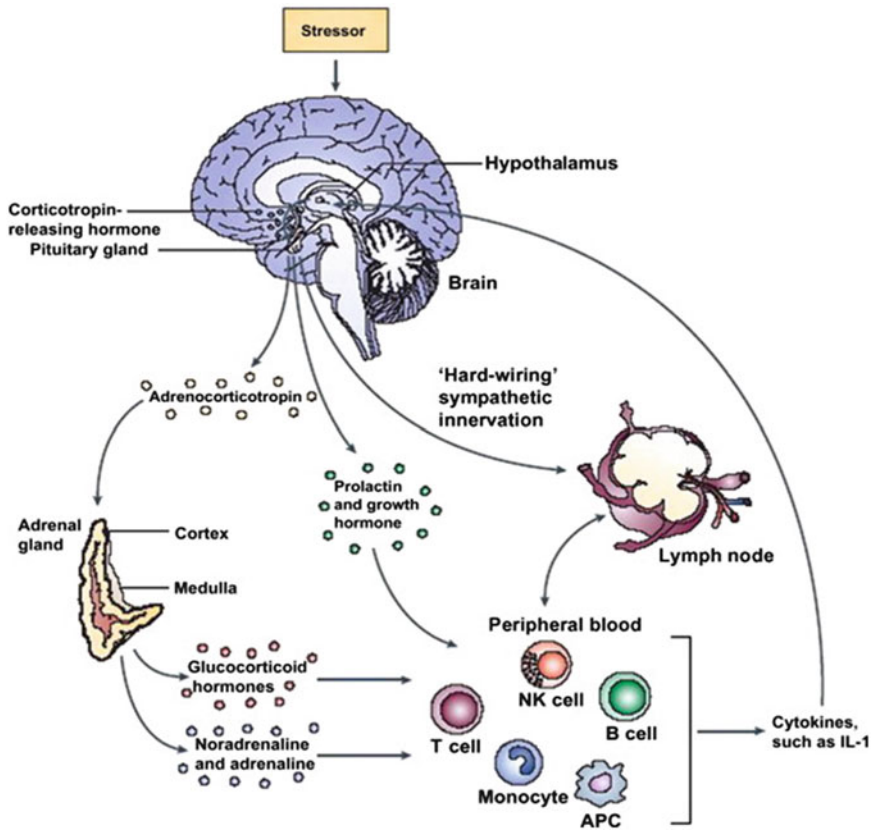 Stressor
Hypothalamus
Corticotropin-
releasing hormone
Pituitary gland
Brain
'Hard-wiring'
sympathetic
innervation
Adrenocorticotropin
Prolactin
and growth
hormone
Adrenal
gland
Cortex
Medulla
Lymph node
Peripheral blood
Glucocorticoid
hormones
NK cell
B cell
T cell
Cytokines,
such as IL-1
Noradrenaline
and adrenaline
Monocyte
APC